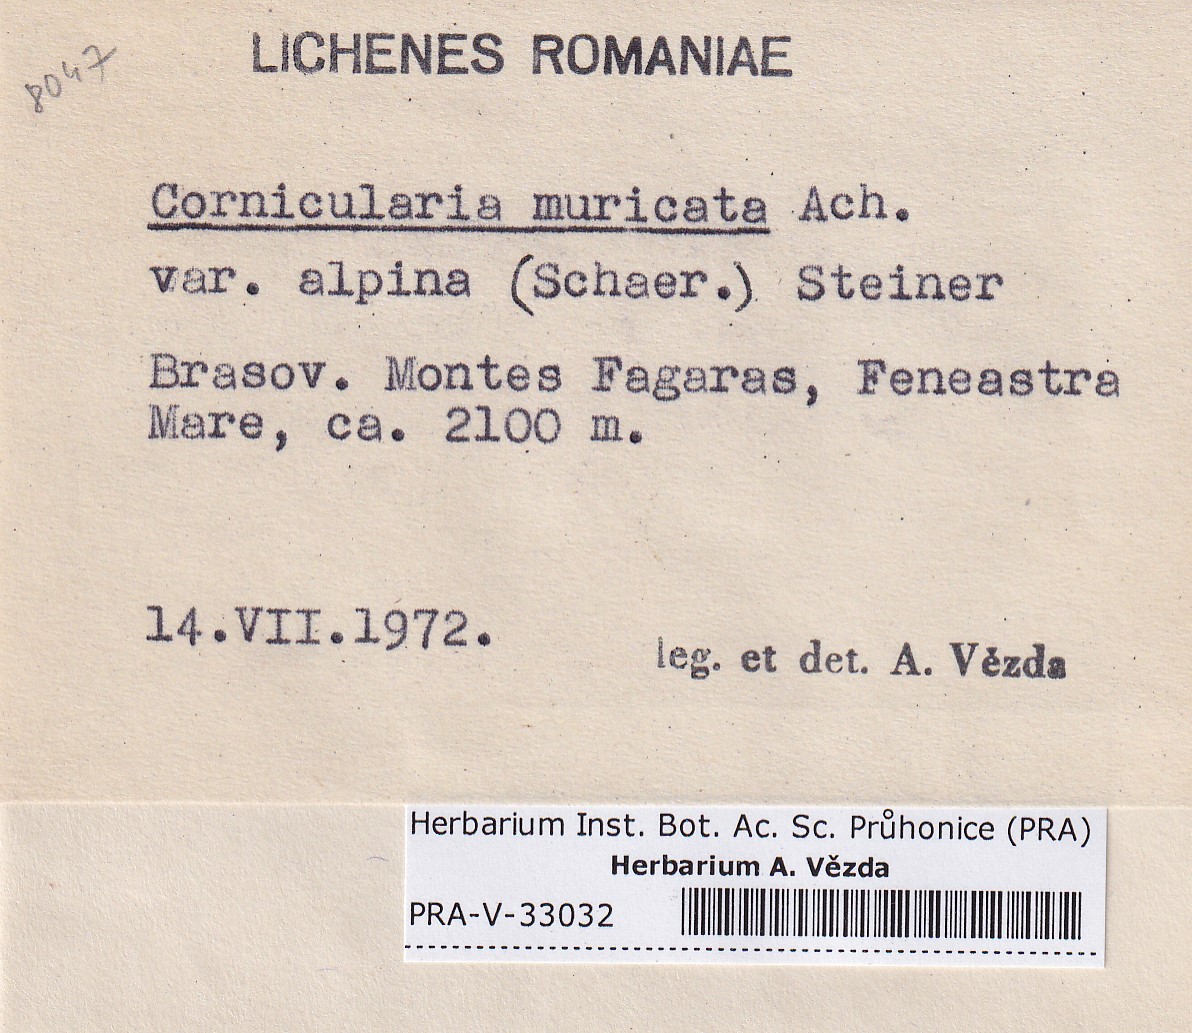 8047
LICHENES ROMANIAE
Cornicularia muricata Ach.
var. alpina (Schaer.) Steiner
Brasov. Montes Fagaras, Feneastra
Mare, ca. 2100 m.
14.VII.1972.
leg. et det. A. Vězda
Herbarium Inst. Bot. Ac. Sc. Průhonice (PRA)
Herbarium A. Vězda
PRA-V-33032